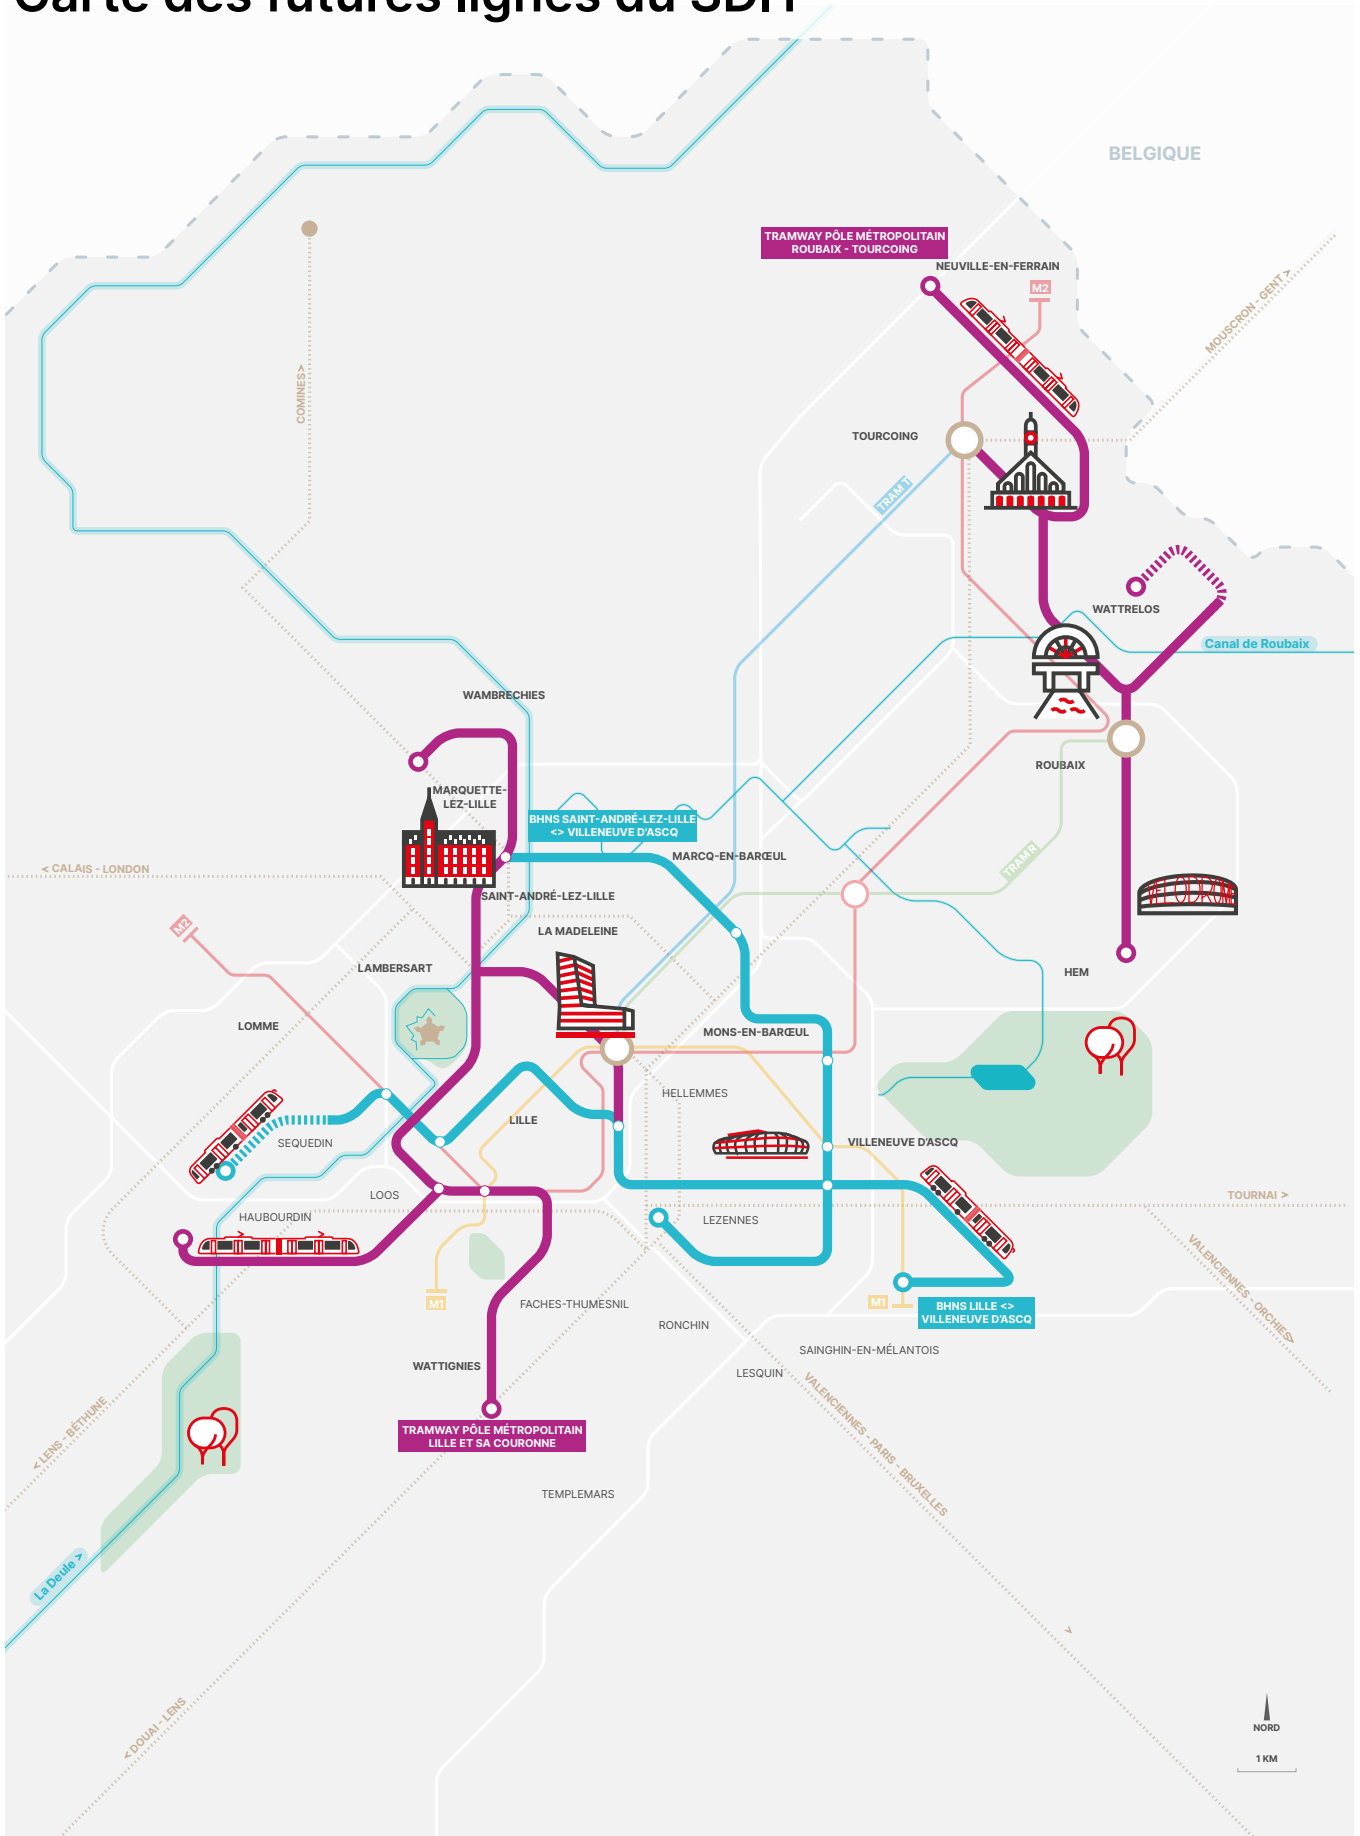 Carte des futures lignes du SDIT
BELGIQUE
TRAMWAY PÔLE MÉTROPOLITAIN
ROUBAIX - TOURCOING
NEUVILLE-EN-FERRAIN
M2
MOUSCRON - GENT >
COMINES >
TOURCOING
TRAM T
WATTRELOS
Canal de Roubaix
WAMBRECHIES
ROUBAIX
MARQUETTE-
LEZ-LILLE
BHNS SAINT-ANDRÉ-LEZ-LILLE
<> VILLENEUVE D'ASCQ
MARCQ-EN-BARŒUL
TRAM R
< CALAIS - LONDON
SAINT-ANDRÉ-LEZ-LILLE
M2
LA MADELEINE
LAMBERSART
HEM
LOMME
MONS-EN-BARŒUL
HELLEMMES
LILLE
SEQUEDIN
VILLENEUVE D'ASCQ
LOOS
TOURNAI >
HAUBOURDIN
LEZENNES
VALENCIENNES - ORCHIES >
M1
M1
FACHES-THUMESNIL
BHNS LILLE <>
VILLENEUVE D'ASCQ
RONCHIN
SAINGHIN-EN-MÉLANTOIS
WATTIGNIES
LESQUIN
VALENCIENNES - PARIS - BRUXELLES
>
< LENS - BÉTHUNE
TRAMWAY PÔLE MÉTROPOLITAIN
LILLE ET SA COURONNE
TEMPLEMARS
La Deule >
< DOUAI - LENS
NORD
1 KM